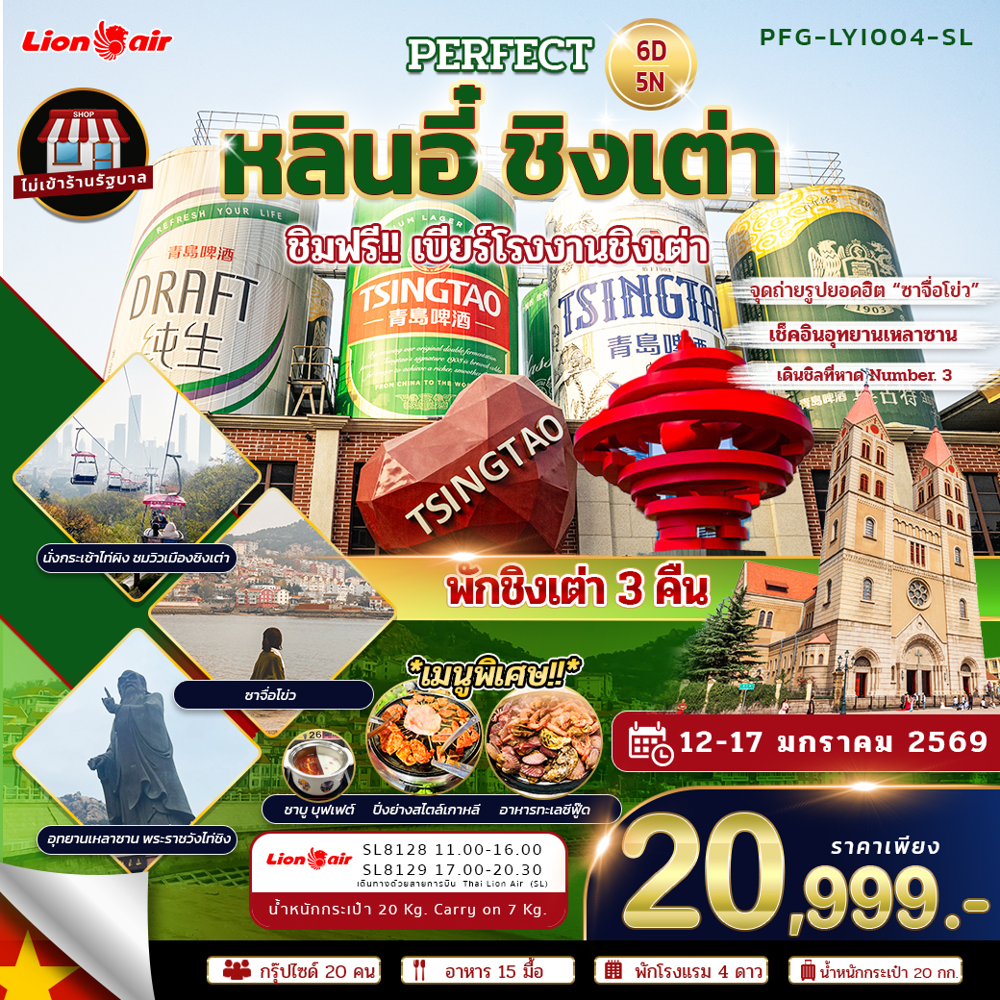 Lion air
PERFECT
6D
5N
PFG-LYI004-SL
SHOP
ไม่เข้าร้านรัฐบาล
หลินอี๋ ชิงเต่า
ชิมฟรี!! เบียร์โรงงานชิงเต่า
REFRESH YOUR LIFE
青島啤酒
DRAFT
纯生
LAGER
TSINGTAO
青島啤酒
TSINGTA
青島啤酒
1903
จุดถ่ายรูปยอดฮิต “ซาจื่อโข่ว”
เช็คอินอุทยานเหลาซาน
เดินชิลที่หาด Number. 3
青島啤酒
TSINGTAO
นั่งกระเช้าไท่ผิง ชมวิวเมืองชิงเต่า
พักชิงเต่า 3 คืน
ซาจื่อโข่ว
*เมนูพิเศษ!!*
26
ชาบู บุฟเฟต์
ปิ้งย่างสไตล์เกาหลี
อาหารทะเลซีฟู๊ด
อุทยานเหลาซาน พระราชวังไท่ชิง
12-17 มกราคม 2569
Lion air
SL8128 11.00-16.00
SL8129 17.00-20.30
เดินทางด้วยสายการบิน Thai Lion Air (SL)
น้ำหนักกระเป๋า 20 Kg. Carry on 7 Kg.
ราคาเพียง
20,999.-
กรุ๊ปไซด์ 20 คน
อาหาร 15 มื้อ
พักโรงแรม 4 ดาว
น้ำหนักกระเป๋า 20 กก.